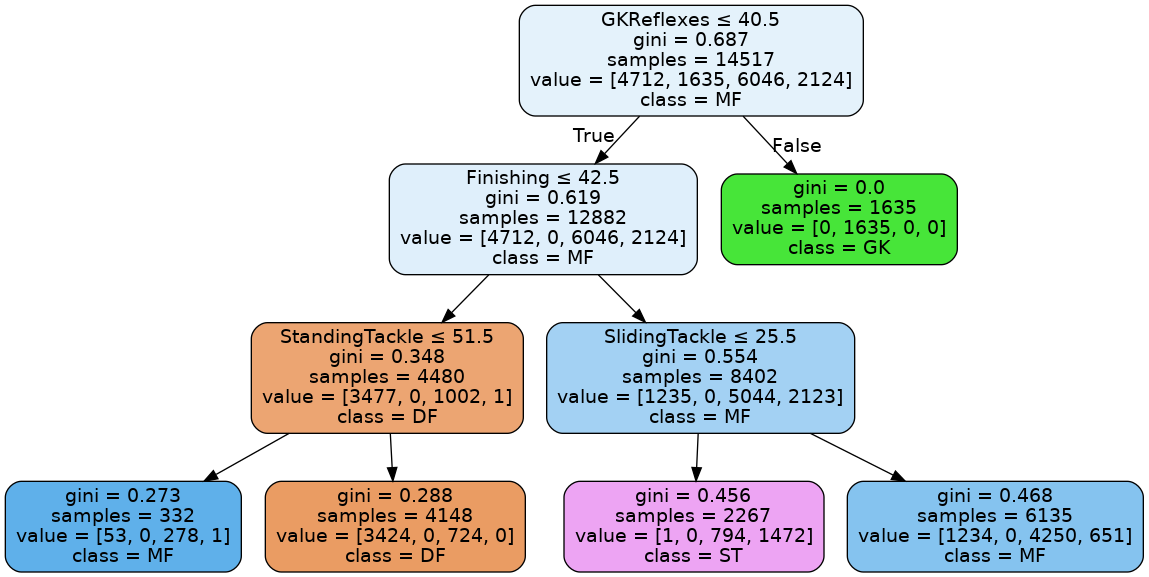 GKReflexes ≤ 40.5
gini = 0.687
samples = 14517
value = [4712, 1635, 6046, 2124]
class = MF
True
False
Finishing ≤ 42.5
gini = 0.619
samples = 12882
value = [4712, 0, 6046, 2124]
class = MF
gini = 0.0
samples = 1635
value = [0, 1635, 0, 0]
class = GK
StandingTackle ≤ 51.5
gini = 0.348
samples = 4480
value = [3477, 0, 1002, 1]
class = DF
SlidingTackle ≤ 25.5
gini = 0.554
samples = 8402
value = [1235, 0, 5044, 2123]
class = MF
gini = 0.273
samples = 332
value = [53, 0, 278, 1]
class = MF
gini = 0.288
samples = 4148
value = [3424, 0, 724, 0]
class = DF
gini = 0.456
samples = 2267
value = [1, 0, 794, 1472]
class = ST
gini = 0.468
samples = 6135
value = [1234, 0, 4250, 651]
class = MF